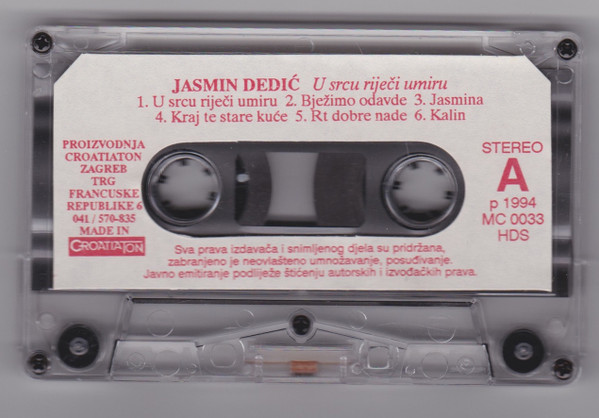 JASMIN DEDIĆ U srcu riječi umiru
1. U srcu riječi umiru 2. Bježimo odavde 3. Jasmina
4. Kraj te stare kuće 5. Rt dobre nade 6. Kalin
PROIZVODNJA
CROATIATON
ZAGREB
TRG
FRANCUSKE
REPUBLIKE 6
041 / 570-835
MADE IN
CROATIATON
STEREO
A
p 1994
MC 0033
HDS
Sva prava izdavača i snimljenog djela su pridržana,
zabranjeno je neovlašteno umnožavanje, posuđivanje.
Javno emitiranje podliježe štićenju autorskih i izvođačkih prava.